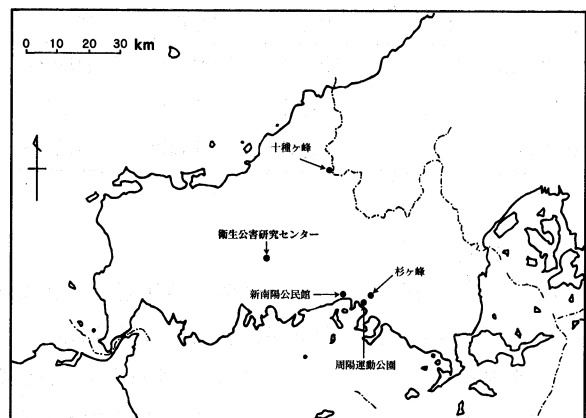 0 10 20 30 km
十種ヶ峰
衛生公害研究センター
新南陽公民館
杉ヶ峰
周陽運動公園